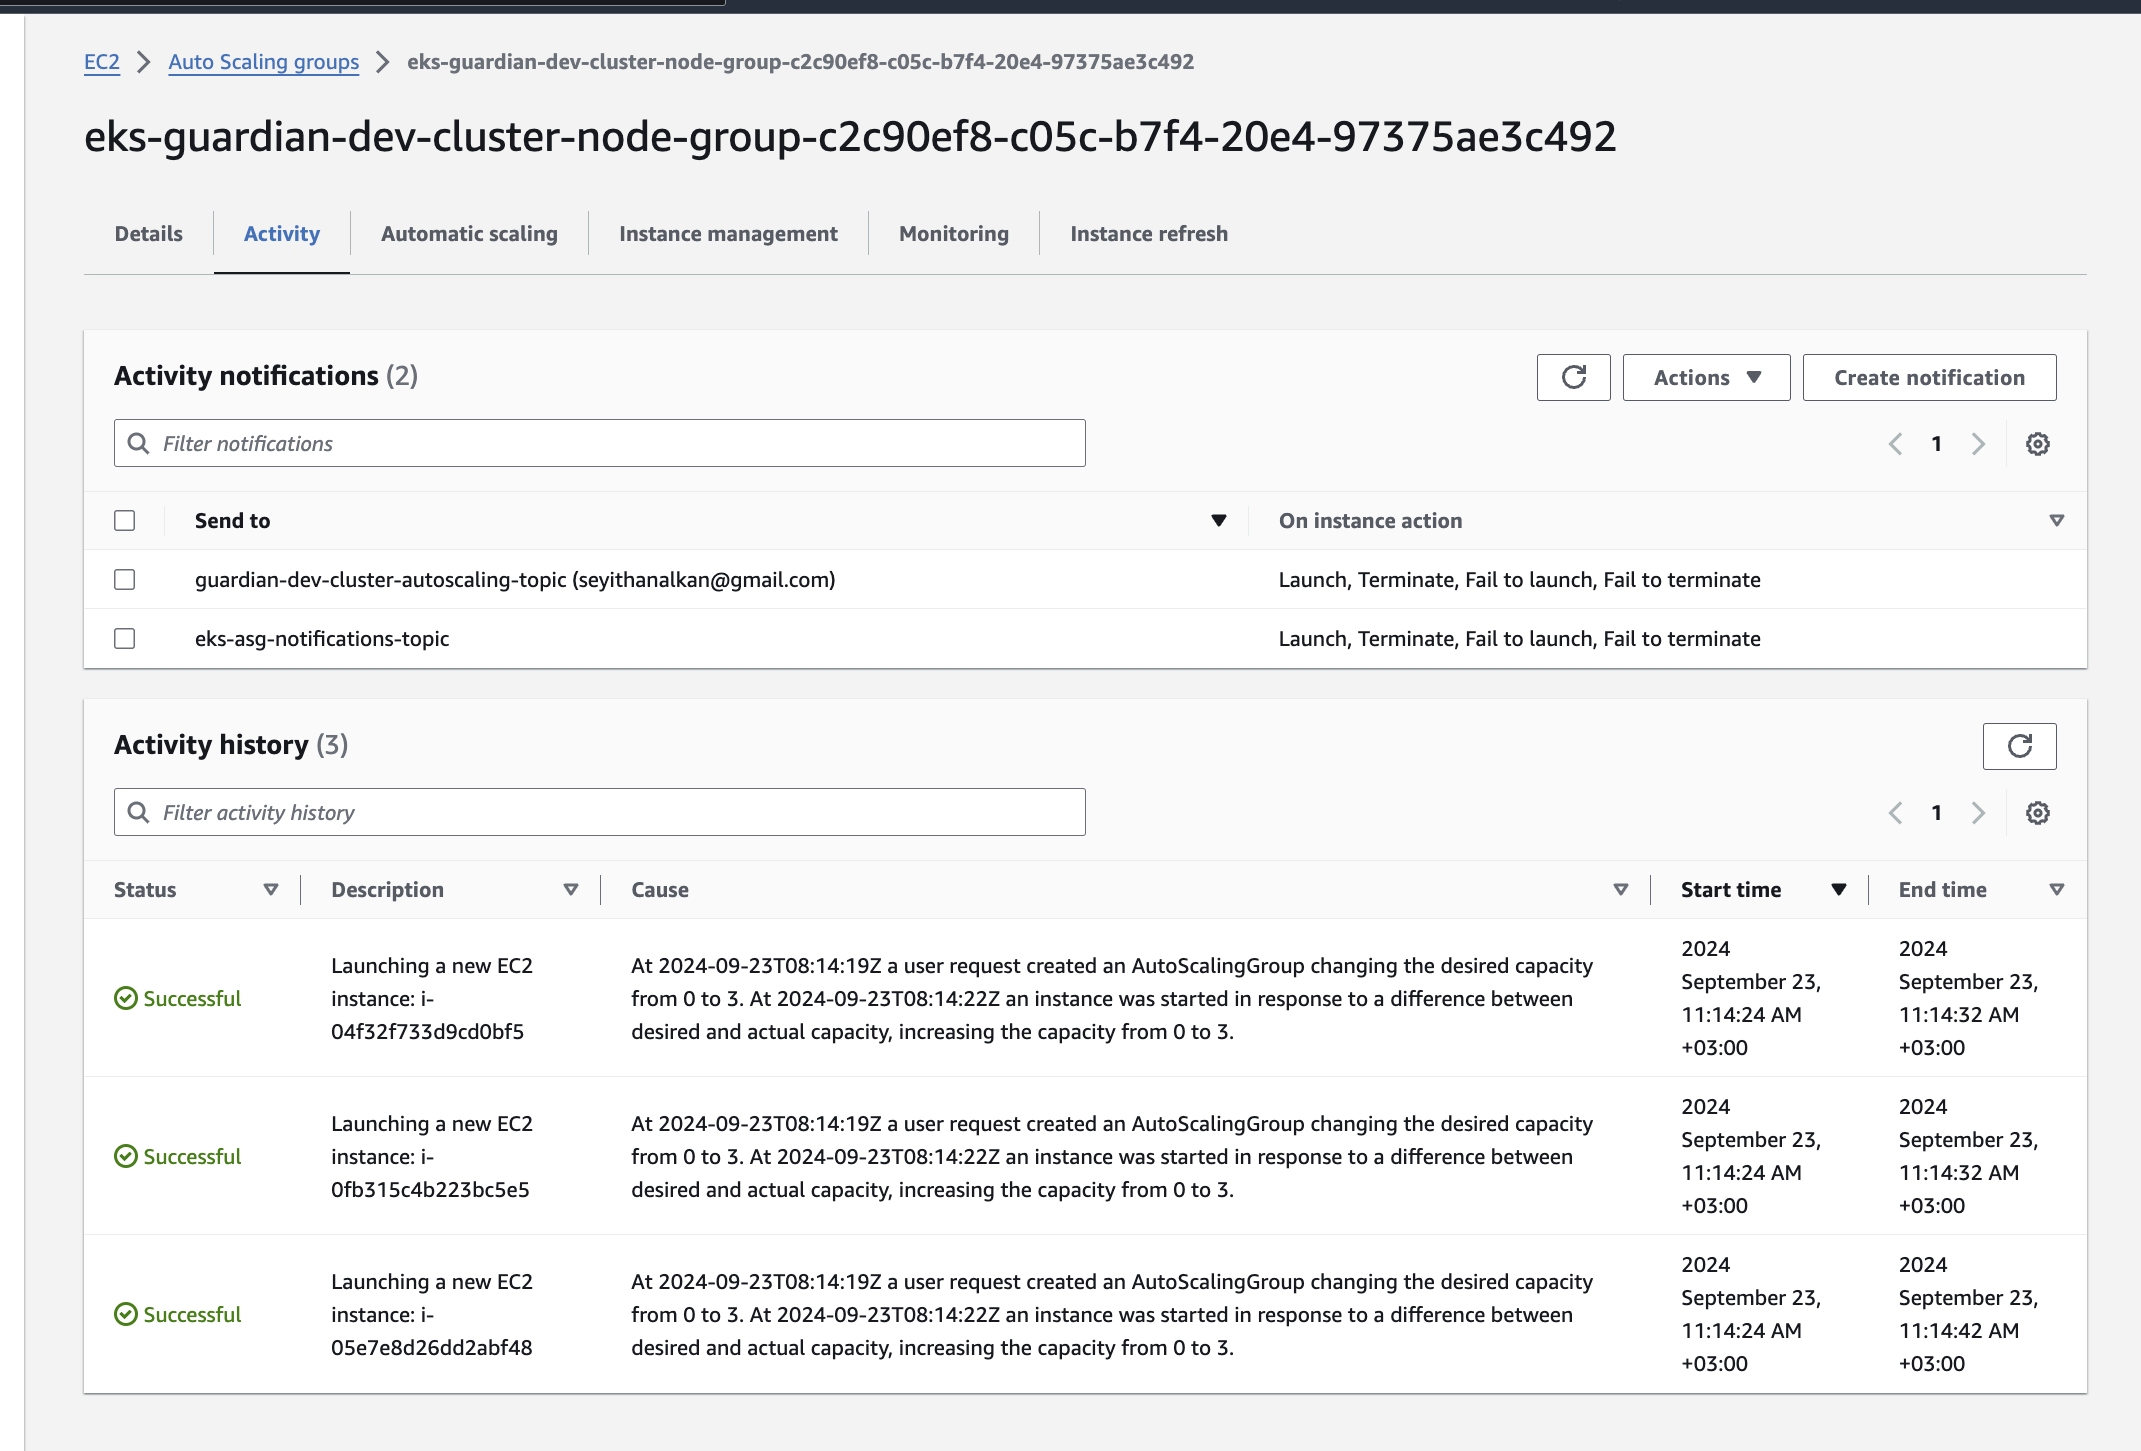 EC2 > Auto Scaling groups > eks-guardian-dev-cluster-node-group-c2c90ef8-c05c-b7f4-20e4-97375ae3c492
eks-guardian-dev-cluster-node-group-c2c90ef8-c05c-b7f4-20e4-97375ae3c492
Details Activity Automatic scaling Instance management Monitoring Instance refresh
Activity notifications (2) Actions Create notification
Filter notifications 1
Send to On instance action
guardian-dev-cluster-autoscaling-topic (seyithanalkan@gmail.com) Launch, Terminate, Fail to launch, Fail to terminate
eks-asg-notifications-topic Launch, Terminate, Fail to launch, Fail to terminate
Activity history (3)
Filter activity history 1
Status Description Cause Start time End time
Successful
Launching a new EC2
instance: i-
04f32f733d9cd0bf5
At 2024-09-23T08:14:19Z a user request created an AutoScalingGroup changing the desired capacity
from 0 to 3. At 2024-09-23T08:14:22Z an instance was started in response to a difference between
desired and actual capacity, increasing the capacity from 0 to 3.
2024
September 23,
11:14:24 AM
+03:00
2024
September 23,
11:14:32 AM
+03:00
Successful
Launching a new EC2
instance: i-
0fb315c4b223bc5e5
At 2024-09-23T08:14:19Z a user request created an AutoScalingGroup changing the desired capacity
from 0 to 3. At 2024-09-23T08:14:22Z an instance was started in response to a difference between
desired and actual capacity, increasing the capacity from 0 to 3.
2024
September 23,
11:14:24 AM
+03:00
2024
September 23,
11:14:32 AM
+03:00
Successful
Launching a new EC2
instance: i-
05e7e8d26dd2abf48
At 2024-09-23T08:14:19Z a user request created an AutoScalingGroup changing the desired capacity
from 0 to 3. At 2024-09-23T08:14:22Z an instance was started in response to a difference between
desired and actual capacity, increasing the capacity from 0 to 3.
2024
September 23,
11:14:24 AM
+03:00
2024
September 23,
11:14:42 AM
+03:00